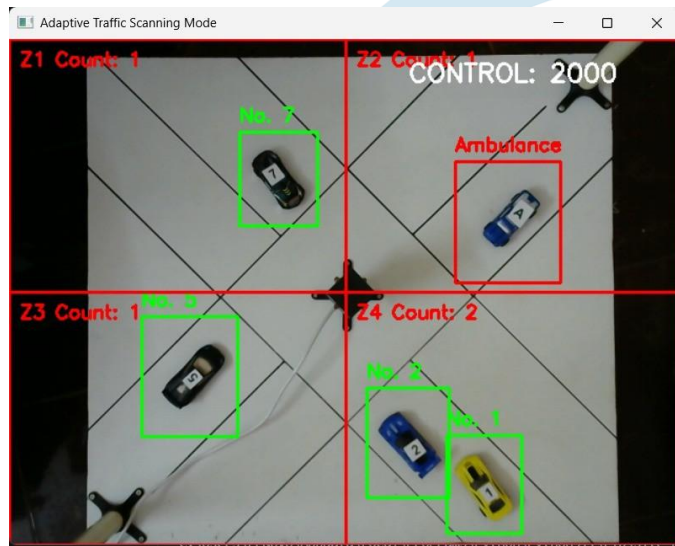 Adaptive Traffic Scanning Mode
Z1 Count: 1
Z2 Count: 1
CONTROL: 2000
No. 7
7
Ambulance
A
Z3 Count: 1
No. 5
5
Z4 Count: 2
No. 2
2
No. 1
1